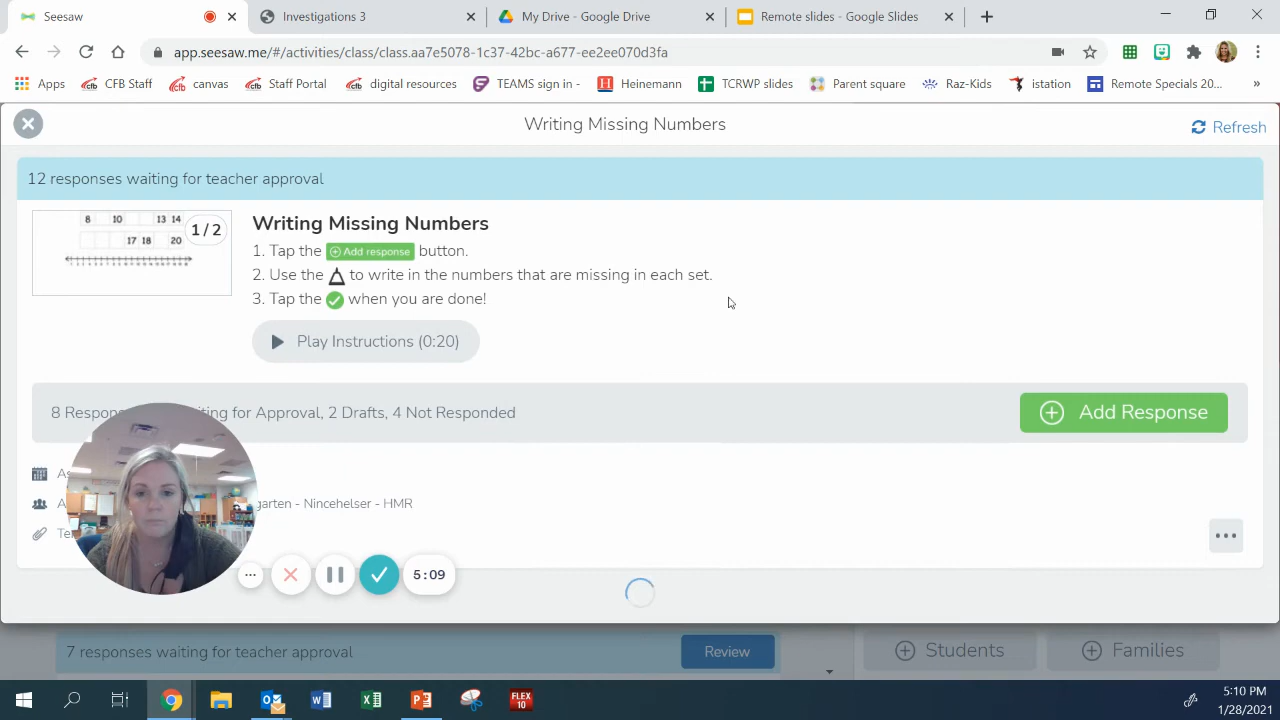 Seesaw
Investigations 3
My Drive - Google Drive
Remote slides - Google Slides
app.seesaw.me/#/activities/class/class.aa7e5078-1c37-42bc-a677-ee2ee070d3fa
Apps
CFB Staff
canvas
Staff Portal
digital resources
TEAMS sign in -
Heinemann
TCRWP slides
Parent square
Raz-Kids
istation
Remote Specials 20...
»
Writing Missing Numbers
Refresh
12 responses waiting for teacher approval
8 10 13 14
17 18 20
1 / 2
Writing Missing Numbers
1. Tap the Add response button.
2. Use the to write in the numbers that are missing in each set.
3. Tap the when you are done!
Play Instructions (0:20)
8 for Approval, 2 Drafts, 4 Not Responded
Add Response
- Nincehelser - HMR
5:09
7 responses waiting for teacher approval
Review
Students
Families
FLEX
10
5:10 PM
1/28/2021